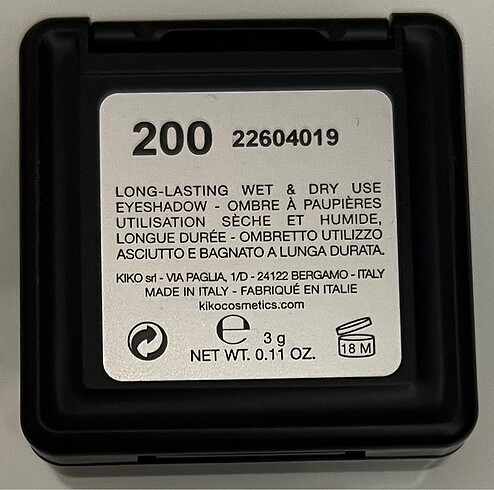 200 22604019
LONG-LASTING WET & DRY USE
EYESHADOW - OMBRE À PAUPIÈRES
UTILISATION SÈCHE ET HUMIDE,
LONGUE DURÉE - OMBRETTO UTILIZZO
ASCIUTTO E BAGNATO A LUNGA DURATA.
KIKO srl - VIA PAGLIA, 1/D - 24122 BERGAMO - ITALY
MADE IN ITALY - FABRIQUÉ EN ITALIE
kikocosmetics.com
℮ 3 g
NET WT. 0.11 OZ.
18 M